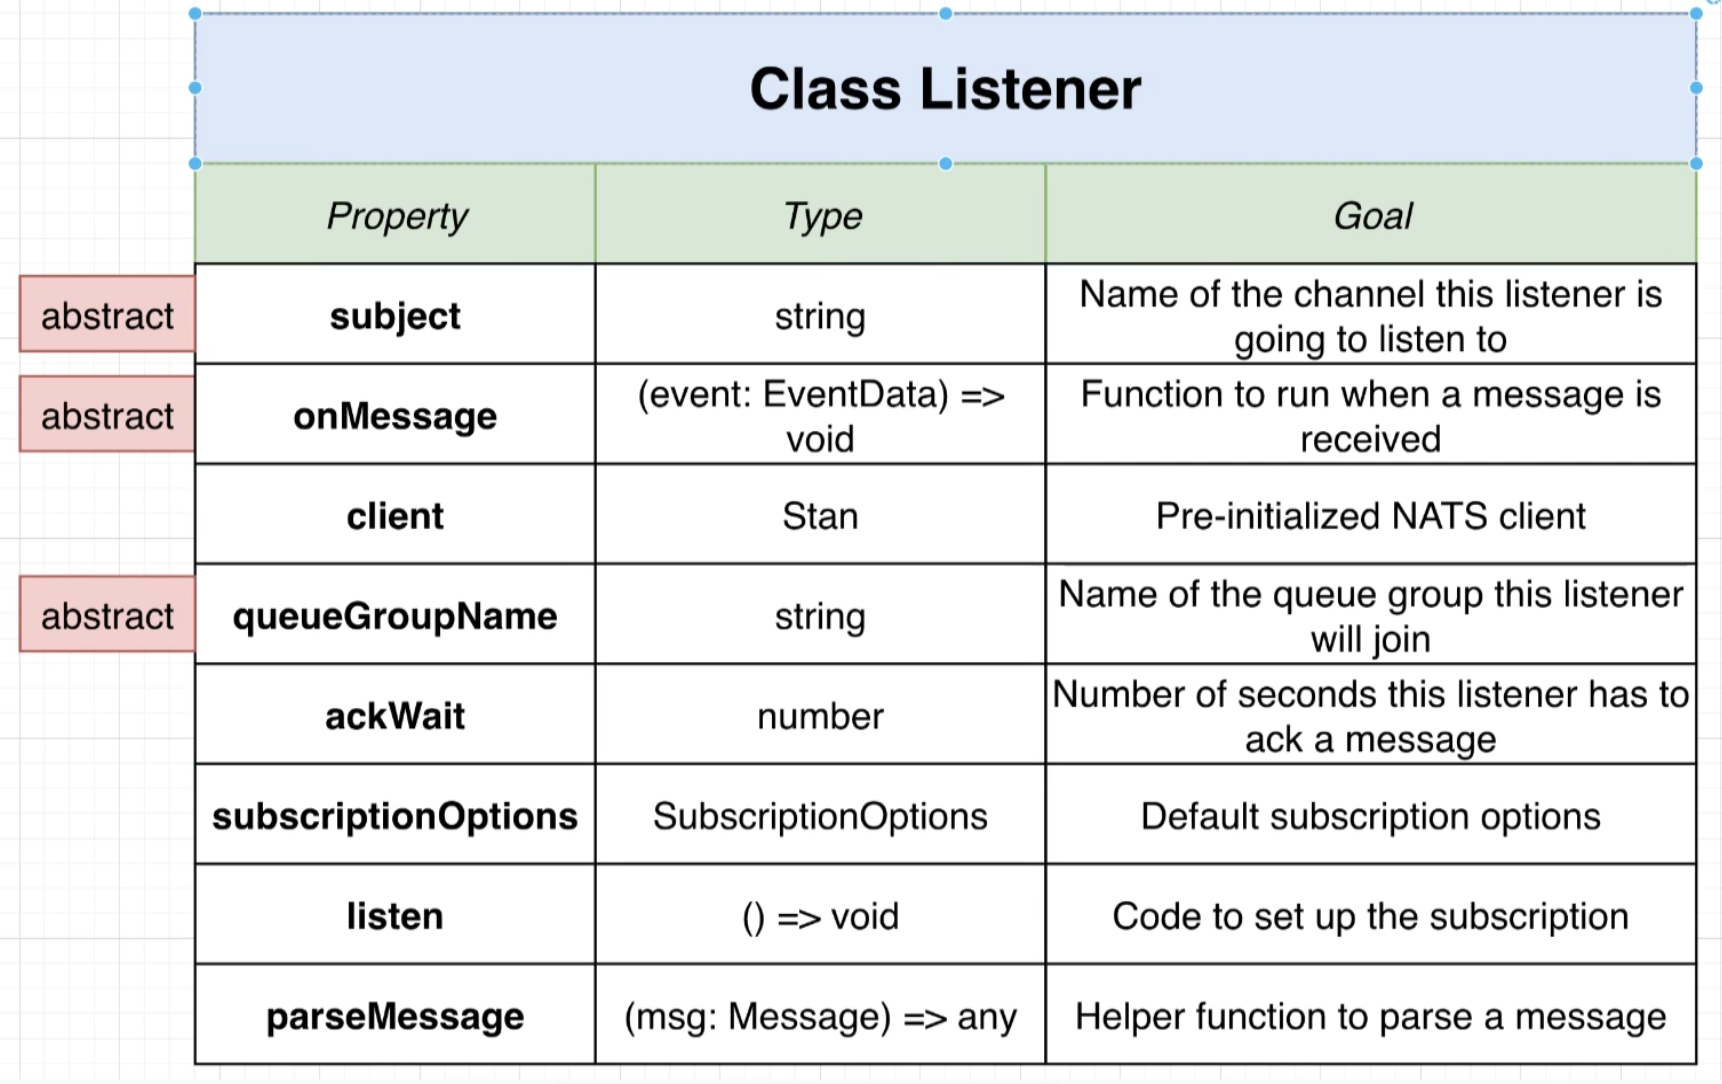 Class Listener
Property
Type
Goal
abstract
subject
string
Name of the channel this listener is
going to listen to
abstract
onMessage
(event: EventData) =>
void
Function to run when a message is
received
client
Stan
Pre-initialized NATS client
abstract
queueGroupName
string
Name of the queue group this listener
will join
ackWait
number
Number of seconds this listener has to
ack a message
subscriptionOptions
SubscriptionOptions
Default subscription options
listen
() => void
Code to set up the subscription
parseMessage
(msg: Message) => any
Helper function to parse a message